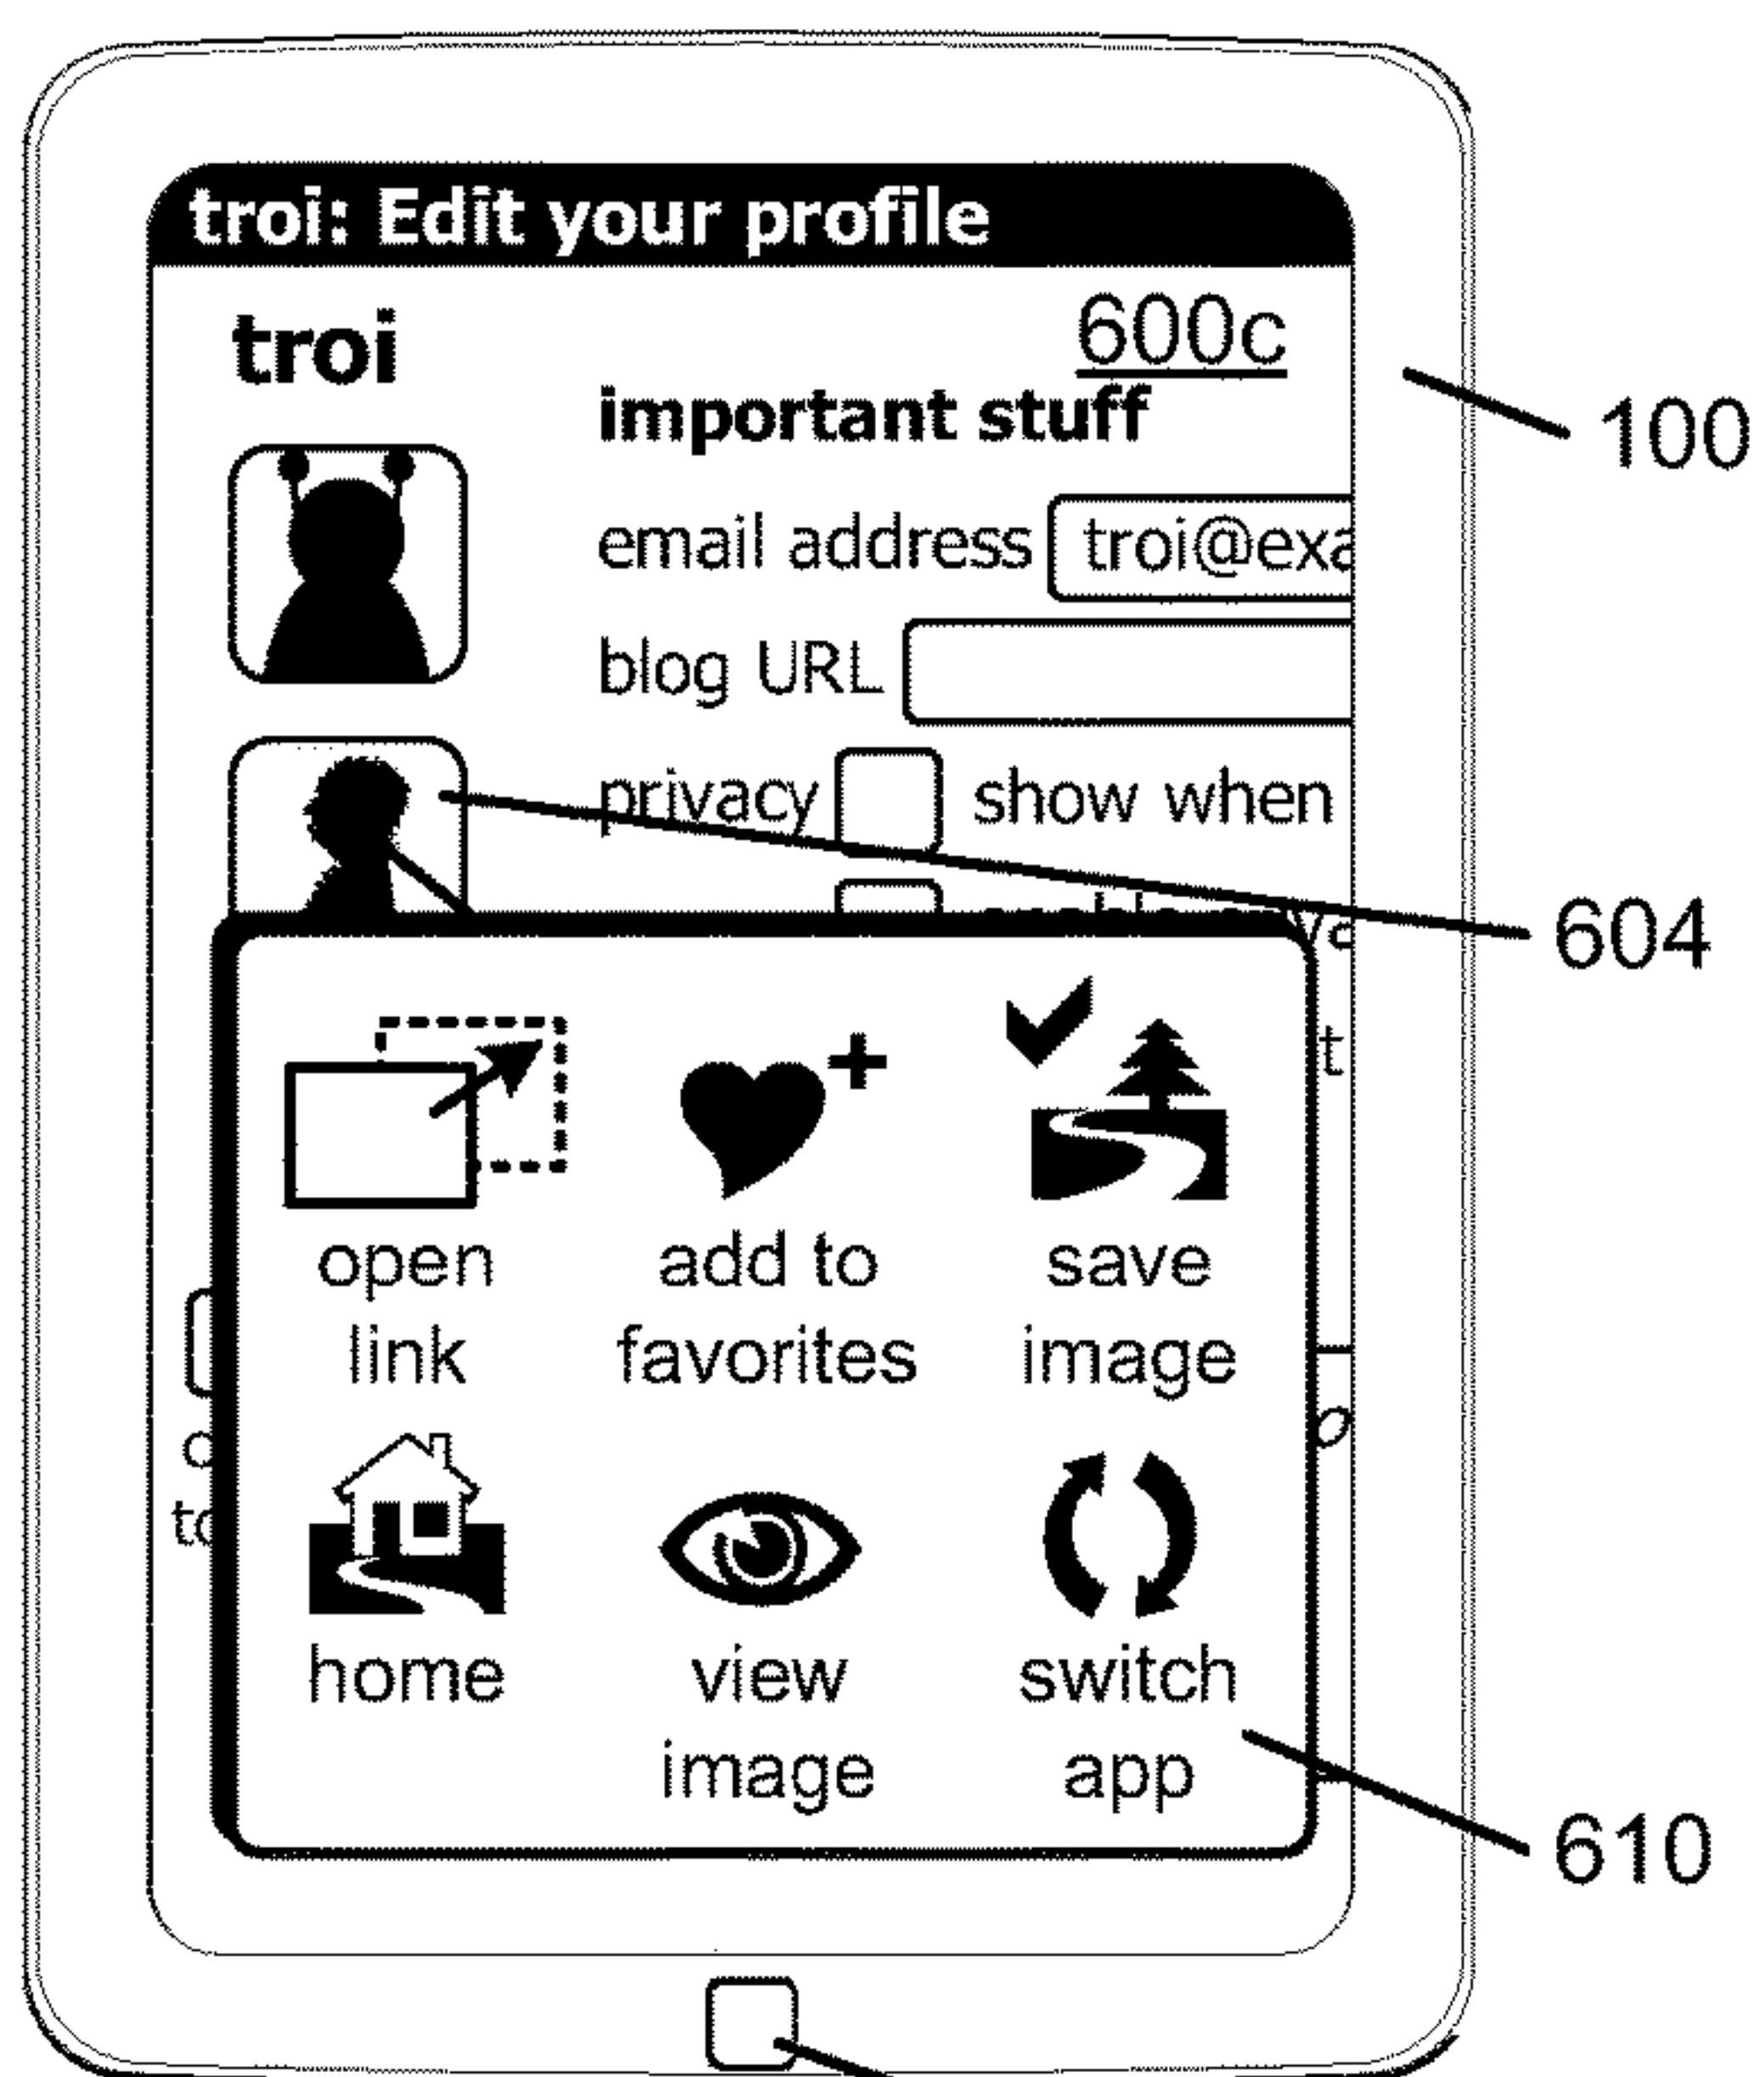 troi: Edit your profile
troi
600c
important stuff
100
email address troi@exa
blog URL
privacy show when
604
open add to save
link favorites image
home view switch
image app
610